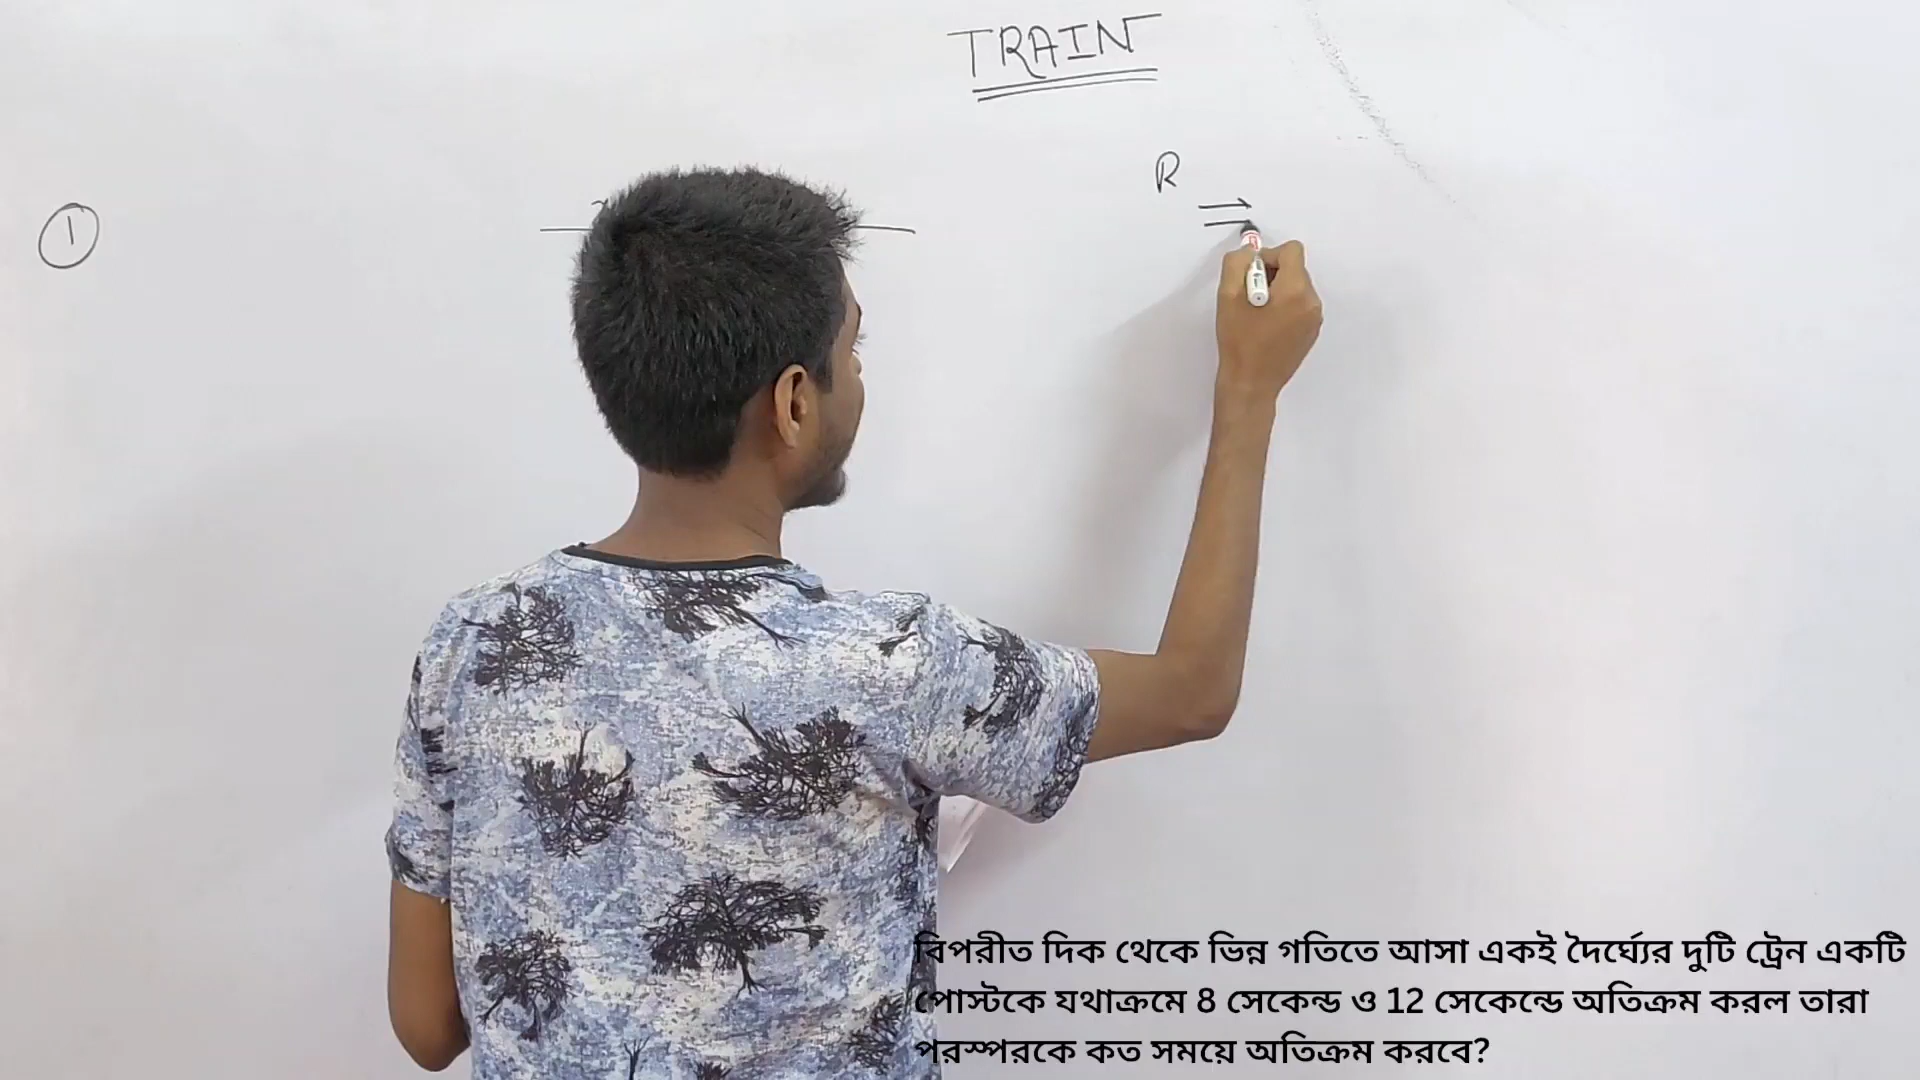 TRAIN
R
1
বিপরীত দিক থেকে ভিন্ন গতিতে আসা একই দৈর্ঘ্যের দুটি ট্রেন একটি
পোস্টকে যথাক্রমে 8 সেকেন্ড ও 12 সেকেন্ডে অতিক্রম করল তারা
পরস্পরকে কত সময়ে অতিক্রম করবে?